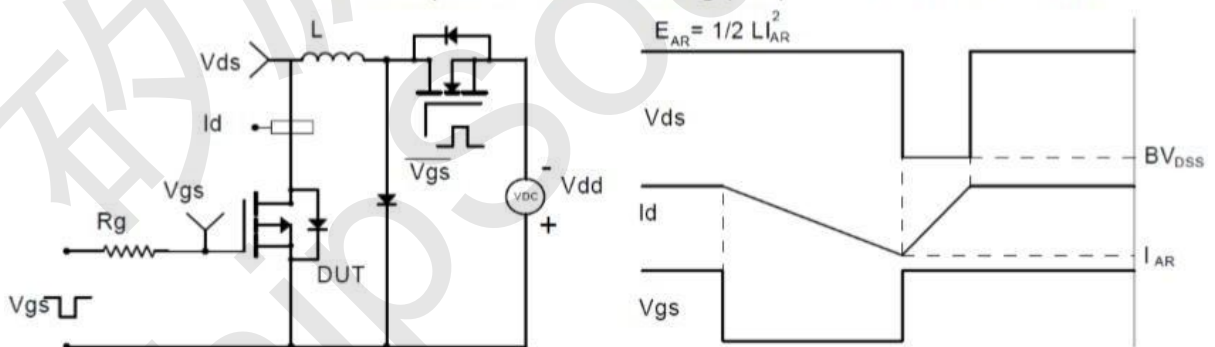 L
Vds
Id
Vgs
Rg
DUT
Vgs
Vgs
VDC
-
Vdd
+
E_AR = 1/2 LI²_AR
Vds
BV_DSS
Id
I_AR
Vgs